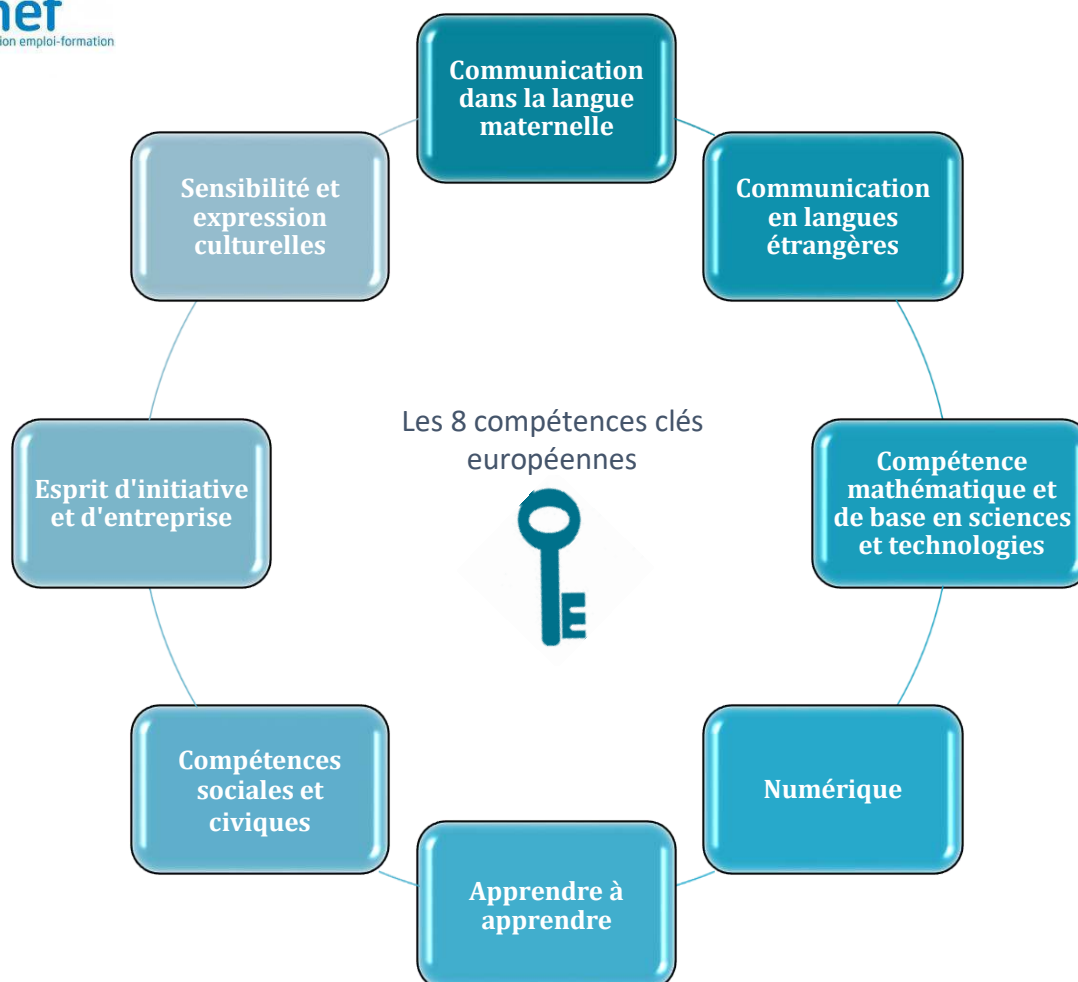 emploi-formation
Communication
dans la langue
maternelle
Communication
en langues
étrangères
Compétence
mathématique et
de base en sciences
et technologies
Numérique
Apprendre à
apprendre
Compétences
sociales et
civiques
Esprit d'initiative
et d'entreprise
Sensibilité et
expression
culturelles
Les 8 compétences clés
européennes